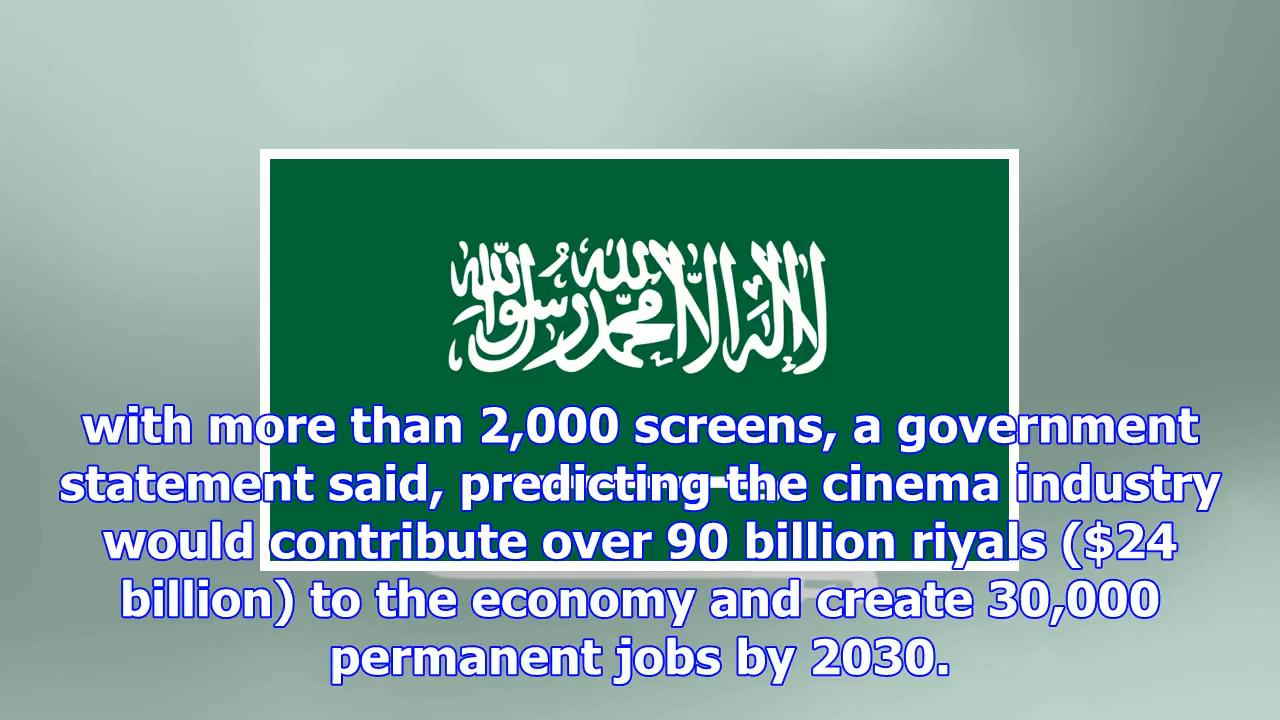 لا إله إلا الله محمد رسول الله
with more than 2,000 screens, a government
statement said, predicting the cinema industry
would contribute over 90 billion riyals ($24
billion) to the economy and create 30,000
permanent jobs by 2030.